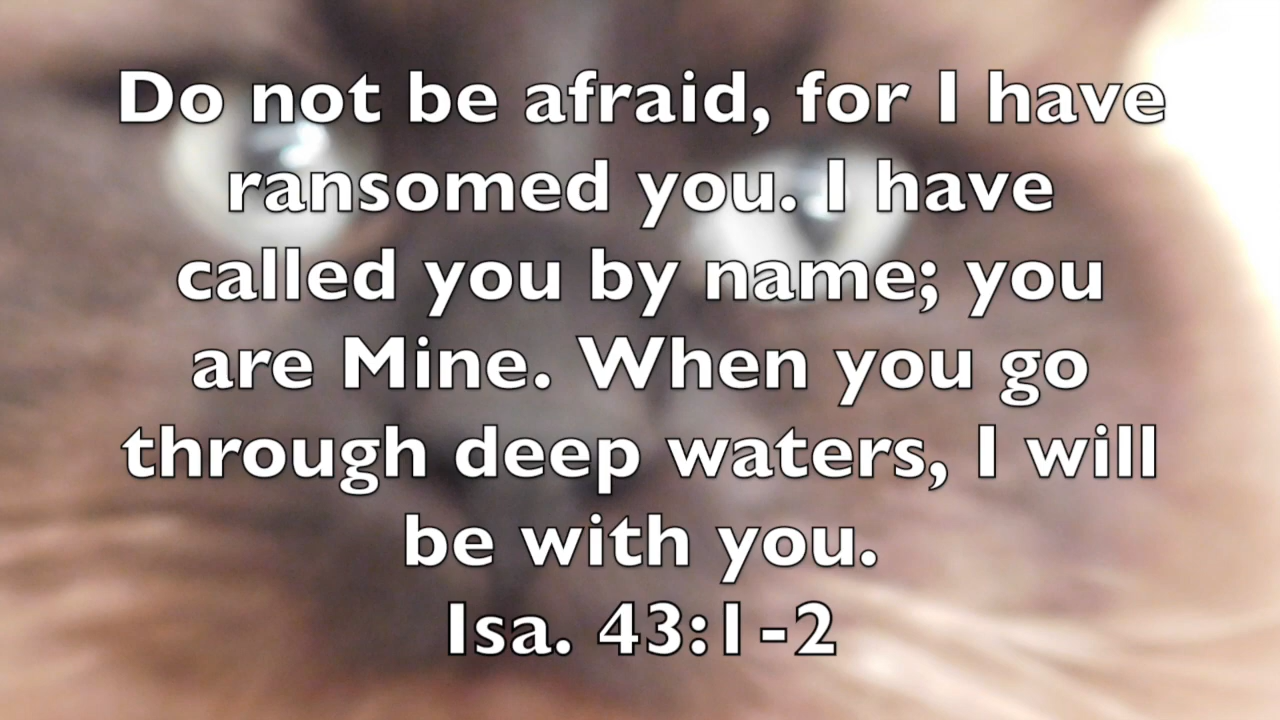 Do not be afraid, for I have
ransomed you. I have
called you by name; you
are Mine. When you go
through deep waters, I will
be with you.
Isa. 43:1-2